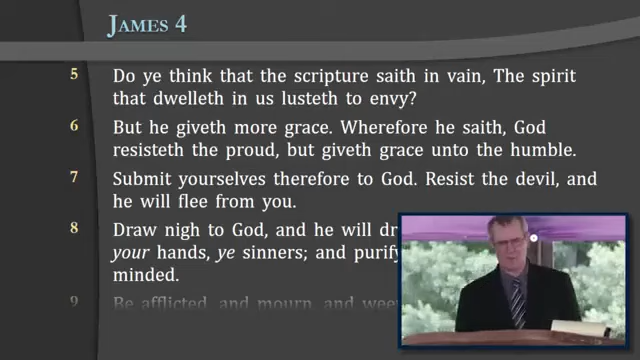 JAMES 4
5 Do ye think that the scripture saith in vain, The spirit
that dwelleth in us lusteth to envy?
6 But he giveth more grace. Wherefore he saith, God
resisteth the proud, but giveth grace unto the humble.
7 Submit yourselves therefore to God. Resist the devil, and
he will flee from you.
8 Draw nigh to God, and he will
your hands, ye sinners; and purify
minded.
9 Be afflicted, and mourn, and weep